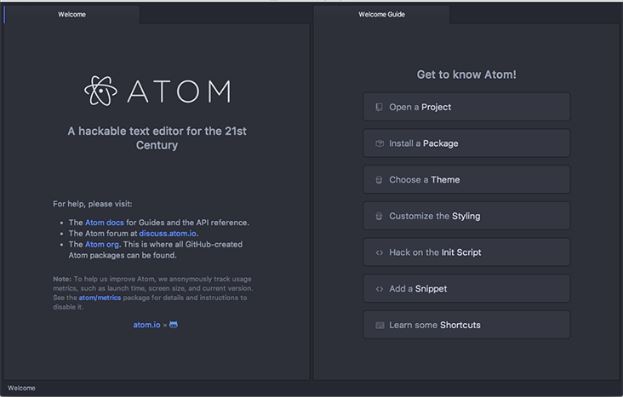 Welcome
Welcome Guide
ATOM
A hackable text editor for the 21st
Century
For help, please visit:
• The Atom docs for Guides and the API reference.
• The Atom forum at discuss.atom.io.
• The Atom org. This is where all GitHub-created
Atom packages can be found.
Note: To help us improve Atom, we anonymously track usage
metrics, such as launch time, screen size, and current version.
See the atom/metrics package for details and instructions to
disable it.
atom.io ×
Get to know Atom!
Open a Project
Install a Package
Choose a Theme
Customize the Styling
Hack on the Init Script
Add a Snippet
Learn some Shortcuts
Welcome